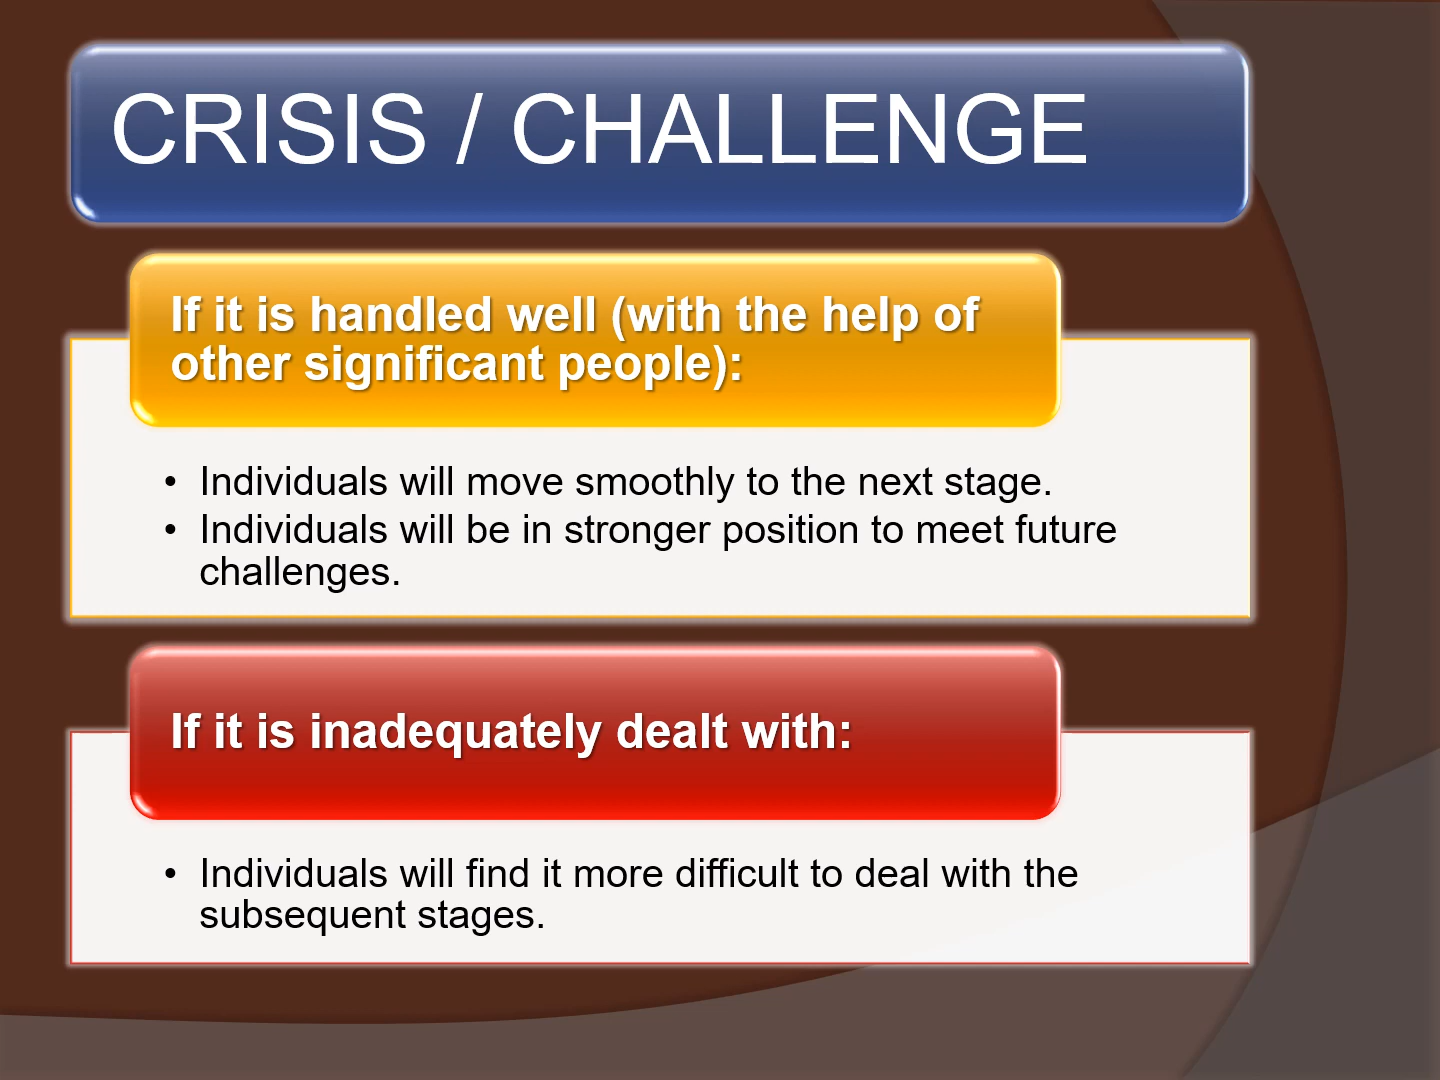 CRISIS / CHALLENGE
If it is handled well (with the help of
other significant people):
• Individuals will move smoothly to the next stage.
• Individuals will be in stronger position to meet future
challenges.
If it is inadequately dealt with:
• Individuals will find it more difficult to deal with the
subsequent stages.